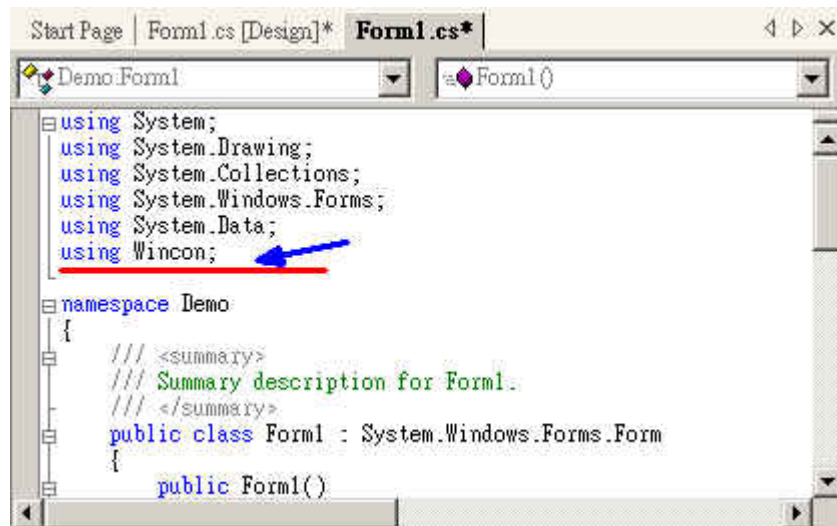 Start Page | Form1.cs [Design]* Form1.cs*
Demo.Form1 Form1()
using System;
using System.Drawing;
using System.Collections;
using System.Windows.Forms;
using System.Data;
using Wincon;
namespace Demo
{
/// <summary>
/// Summary description for Form1.
/// </summary>
public class Form1 : System.Windows.Forms.Form
{
public Form1()